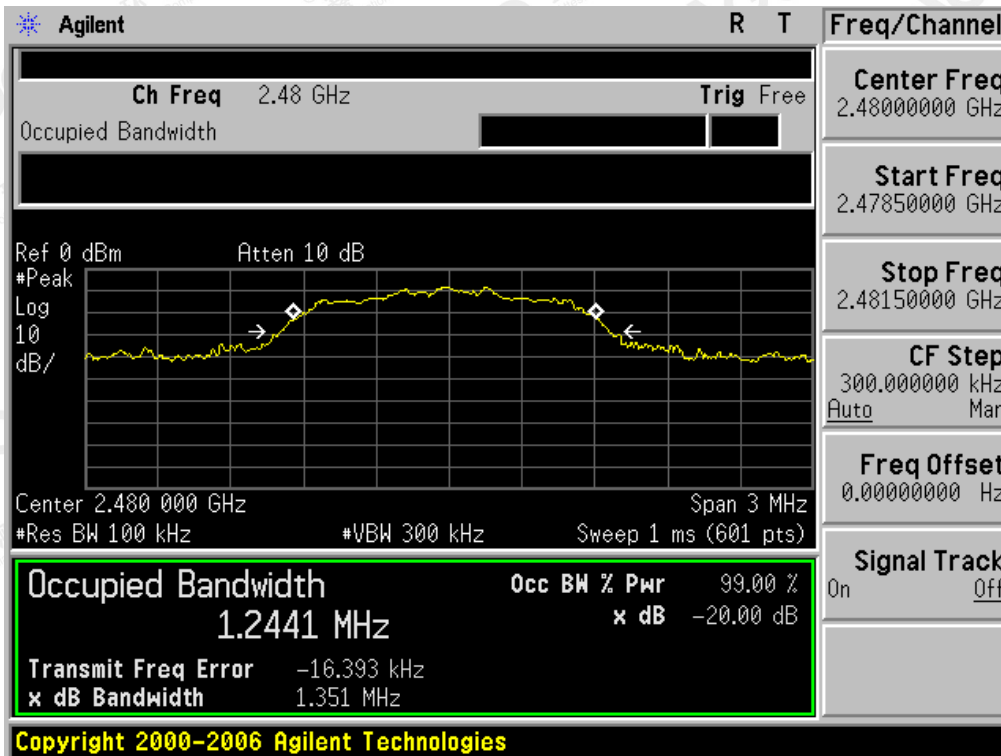 Agilent R T
Ch Freq 2.48 GHz Trig Free
Occupied Bandwidth
Ref 0 dBm Atten 10 dB
#Peak
Log
10
dB/
Center 2.480 000 GHz Span 3 MHz
#Res BW 100 kHz #VBW 300 kHz Sweep 1 ms (601 pts)
Occupied Bandwidth
1.2441 MHz
Occ BW % Pwr 99.00 %
x dB -20.00 dB
Transmit Freq Error -16.393 kHz
x dB Bandwidth 1.351 MHz
Copyright 2000-2006 Agilent Technologies
Freq/Channel
Center Freq
2.48000000 GHz
Start Freq
2.47850000 GHz
Stop Freq
2.48150000 GHz
CF Step
300.000000 kHz
Auto Man
Freq Offset
0.00000000 Hz
Signal Track
On Off